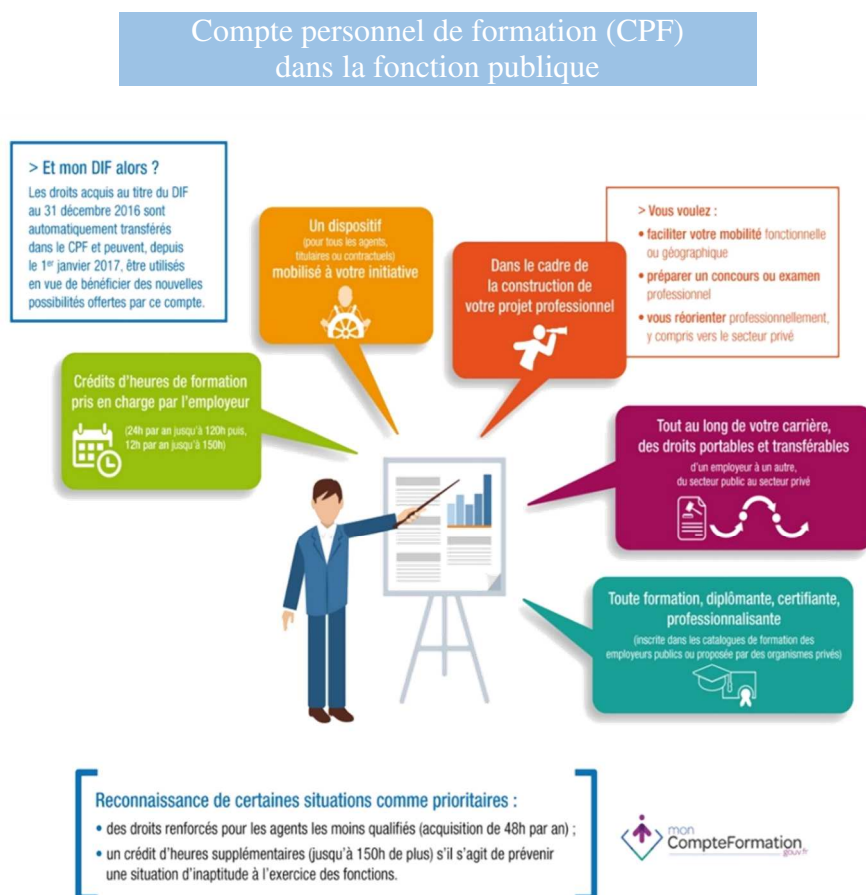 Compte personnel de formation (CPF)
dans la fonction publique
> Et mon DIF alors ?
Les droits acquis au titre du DIF
au 31 décembre 2016 sont
automatiquement transférés
dans le CPF et peuvent, depuis
le 1er janvier 2017, être utilisés
en vue de bénéficier des nouvelles
possibilités offertes par ce compte.
Un dispositif
(pour tous les agents,
titulaires ou contractuels)
mobilisé à votre initiative
Dans le cadre de
la construction de
votre projet professionnel
> Vous voulez :
• faciliter votre mobilité fonctionnelle
ou géographique
• préparer un concours ou examen
professionnel
• vous réorienter professionnellement,
y compris vers le secteur privé
Crédits d'heures de formation
pris en charge par l'employeur
(24h par an jusqu'à 120h puis,
12h par an jusqu'à 150h)
Tout au long de votre carrière,
des droits portables et transférables
d'un employeur à un autre,
du secteur public au secteur privé
Toute formation, diplômante, certifiante,
professionnalisante
(inscrite dans les catalogues de formation des
employeurs publics ou proposée par des organismes privés)
Reconnaissance de certaines situations comme prioritaires :
• des droits renforcés pour les agents les moins qualifiés (acquisition de 48h par an) ;
• un crédit d'heures supplémentaires (jusqu'à 150h de plus) s'il s'agit de prévenir
une situation d'inaptitude à l'exercice des fonctions.
mon
CompteFormation
.gouv.fr